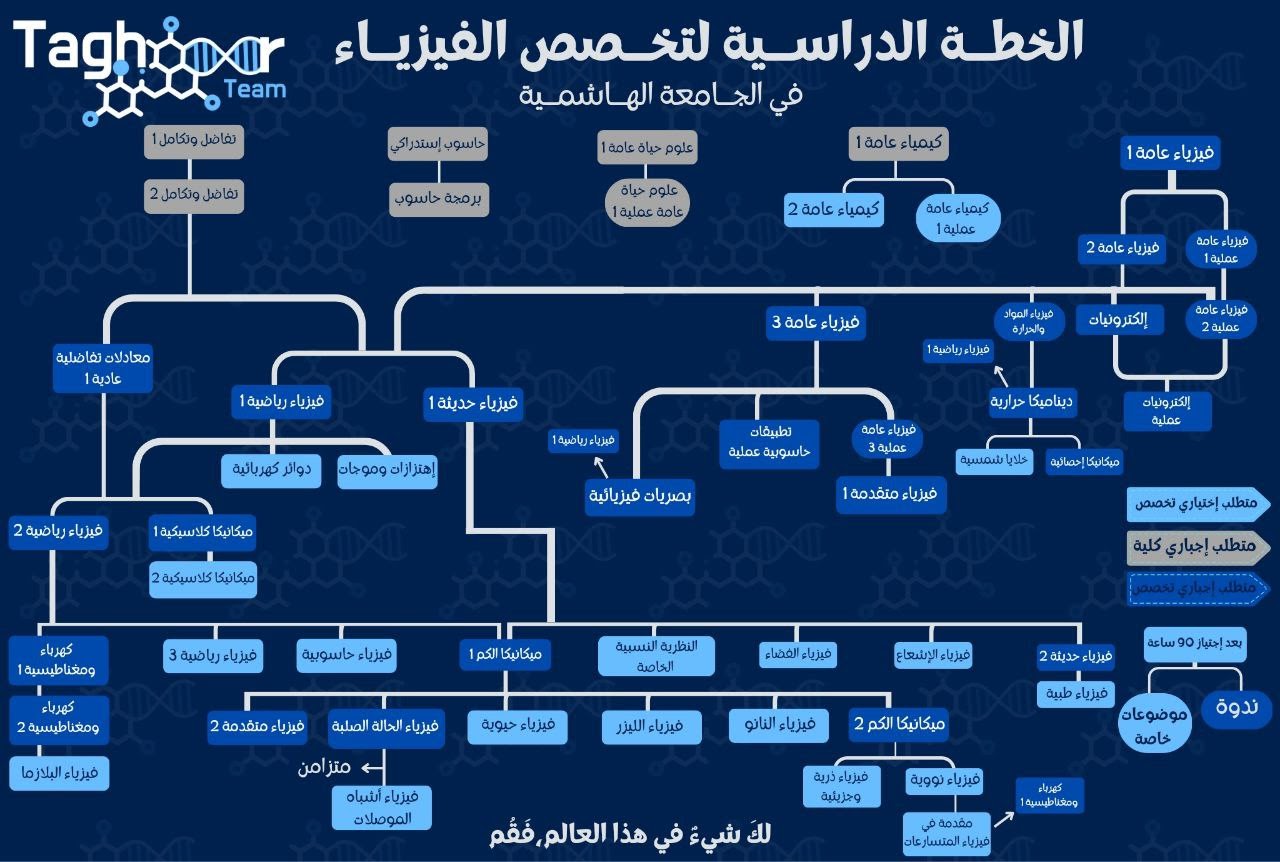 الخطة الدراسية لتخصص الفيزياء
في الجامعة الهاشمية
Taghyeer
Team
تفاضل وتكامل 1
تفاضل وتكامل 2
حاسوب إستدراكي
برمجة حاسوب
علوم حياة عامة 1
علوم حياة
عامة عملية 1
كيمياء عامة 1
كيمياء عامة 2
كيمياء عامة
عملية 1
فيزياء عامة 1
فيزياء عامة 2
فيزياء عامة
عملية 1
فيزياء عامة 3
فيزياء المواد
والحرارة
إلكترونيات
فيزياء عامة
عملية 2
فيزياء رياضية 1
ديناميكا حرارية
إلكترونيات
عملية
خلايا شمسية
ميكانيكا إحصائية
معادلات تفاضلية
عادية 1
فيزياء رياضية 1
فيزياء حديثة 1
دوائر كهربائية
إهتزازات وموجات
فيزياء رياضية 1
بصريات فيزيائية
تطبيقات
حاسوبية عملية
فيزياء عامة
عملية 3
فيزياء متقدمة 1
متطلب إختياري تخصص
متطلب إجباري كلية
متطلب إجباري تخصص
فيزياء رياضية 2
ميكانيكا كلاسيكية 1
ميكانيكا كلاسيكية 2
كهرباء
ومغناطيسية 1
فيزياء رياضية 3
فيزياء حاسوبية
ميكانيكا الكم 1
النظرية النسبية
الخاصة
فيزياء الفضاء
فيزياء الإشعاع
فيزياء حديثة 2
فيزياء طبية
بعد إجتياز 90 ساعة
موضوعات
خاصة
ندوة
كهرباء
ومغناطيسية 2
فيزياء البلازما
فيزياء متقدمة 2
فيزياء الحالة الصلبة
متزامن
فيزياء أشباه
الموصلات
فيزياء حيوية
فيزياء الليزر
فيزياء النانو
ميكانيكا الكم 2
فيزياء ذرية
وجزيئية
فيزياء نووية
مقدمة في
فيزياء المتسارعات
كهرباء
ومغناطيسية 1
لكَ شيءٌ في هذا العالم,فَقُم